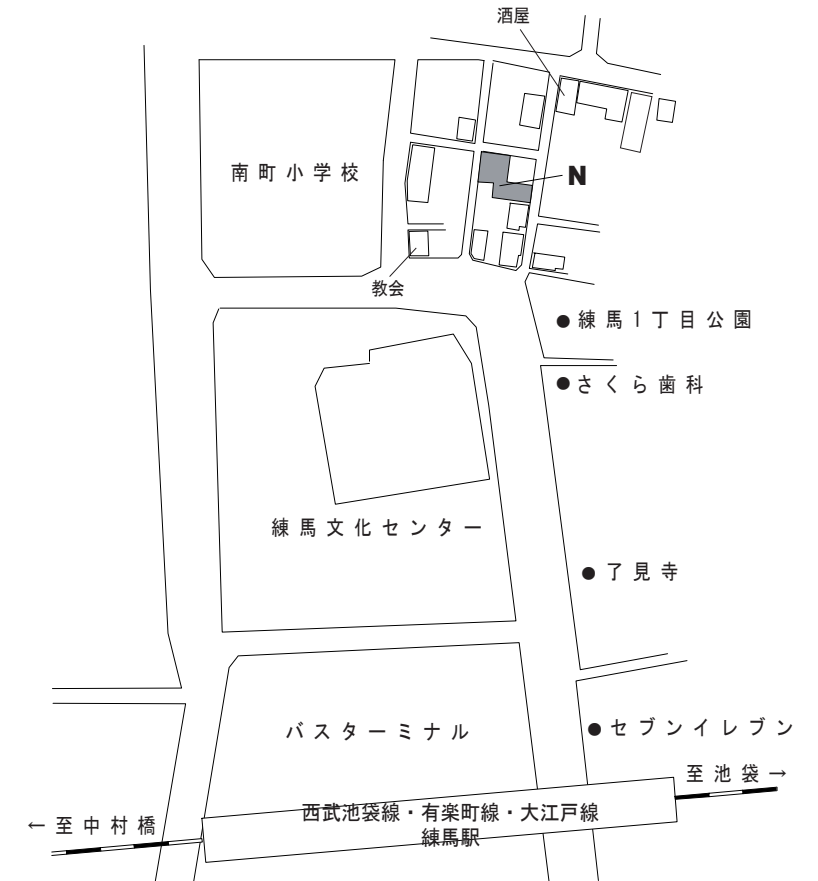 酒屋
南町小学校
N
教会
練馬1丁目公園
さくら歯科
練馬文化センター
了見寺
バスターミナル
セブンイレブン
至池袋→
西武池袋線・有楽町線・大江戸線
練馬駅
←至中村橋